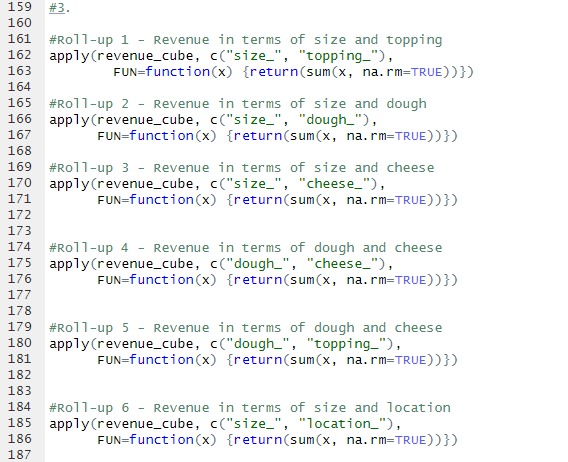 159 #3.
160
161 #Roll-up 1 - Revenue in terms of size and topping
162 apply(revenue_cube, c("size_", "topping_"),
163 FUN=function(x) {return(sum(x, na.rm=TRUE))})
164
165 #Roll-up 2 - Revenue in terms of size and dough
166 apply(revenue_cube, c("size_", "dough_"),
167 FUN=function(x) {return(sum(x, na.rm=TRUE))})
168
169 #Roll-up 3 - Revenue in terms of size and cheese
170 apply(revenue_cube, c("size_", "cheese_"),
171 FUN=function(x) {return(sum(x, na.rm=TRUE))})
172
173
174 #Roll-up 4 - Revenue in terms of dough and cheese
175 apply(revenue_cube, c("dough_", "cheese_"),
176 FUN=function(x) {return(sum(x, na.rm=TRUE))})
177
178
179 #Roll-up 5 - Revenue in terms of dough and cheese
180 apply(revenue_cube, c("dough_", "topping_"),
181 FUN=function(x) {return(sum(x, na.rm=TRUE))})
182
183
184 #Roll-up 6 - Revenue in terms of size and location
185 apply(revenue_cube, c("size_", "location_"),
186 FUN=function(x) {return(sum(x, na.rm=TRUE))})
187